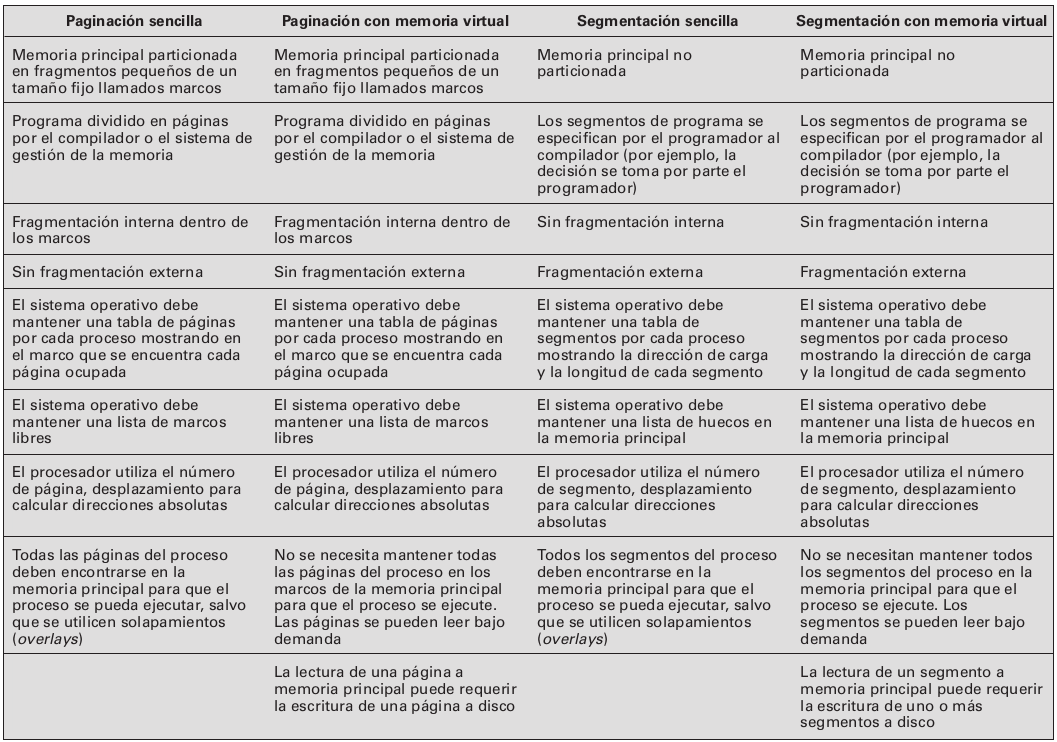 Paginación sencilla
Paginación con memoria virtual
Segmentación sencilla
Segmentación con memoria virtual
Memoria principal particionada
en fragmentos pequeños de un
tamaño fijo llamados marcos
Memoria principal particionada
en fragmentos pequeños de un
tamaño fijo llamados marcos
Memoria principal no
particionada
Memoria principal no
particionada
Programa dividido en páginas
por el compilador o el sistema de
gestión de la memoria
Programa dividido en páginas
por el compilador o el sistema de
gestión de la memoria
Los segmentos de programa se
especifican por el programador al
compilador (por ejemplo, la
decisión se toma por parte el
programador)
Los segmentos de programa se
especifican por el programador al
compilador (por ejemplo, la
decisión se toma por parte el
programador)
Fragmentación interna dentro de
los marcos
Fragmentación interna dentro de
los marcos
Sin fragmentación interna
Sin fragmentación interna
Sin fragmentación externa
Sin fragmentación externa
Fragmentación externa
Fragmentación externa
El sistema operativo debe
mantener una tabla de páginas
por cada proceso mostrando en
el marco que se encuentra cada
página ocupada
El sistema operativo debe
mantener una tabla de páginas
por cada proceso mostrando en
el marco que se encuentra cada
página ocupada
El sistema operativo debe
mantener una tabla de
segmentos por cada proceso
mostrando la dirección de carga
y la longitud de cada segmento
El sistema operativo debe
mantener una tabla de
segmentos por cada proceso
mostrando la dirección de carga
y la longitud de cada segmento
El sistema operativo debe
mantener una lista de marcos
libres
El sistema operativo debe
mantener una lista de marcos
libres
El sistema operativo debe
mantener una lista de huecos en
la memoria principal
El sistema operativo debe
mantener una lista de huecos en
la memoria principal
El procesador utiliza el número
de página, desplazamiento para
calcular direcciones absolutas
El procesador utiliza el número
de página, desplazamiento para
calcular direcciones absolutas
El procesador utiliza el número
de segmento, desplazamiento
para calcular direcciones
absolutas
El procesador utiliza el número
de segmento, desplazamiento
para calcular direcciones
absolutas
Todas las páginas del proceso
deben encontrarse en la
memoria principal para que el
proceso se pueda ejecutar, salvo
que se utilicen solapamientos
(overlays)
No se necesita mantener todas
las páginas del proceso en los
marcos de la memoria principal
para que el proceso se ejecute.
Las páginas se pueden leer bajo
demanda
Todos los segmentos del proceso
deben encontrarse en la
memoria principal para que el
proceso se pueda ejecutar, salvo
que se utilicen solapamientos
(overlays)
No se necesitan mantener todos
los segmentos del proceso en la
memoria principal para que el
proceso se ejecute. Los
segmentos se pueden leer bajo
demanda
La lectura de una página a
memoria principal puede requerir
la escritura de una página a disco
La lectura de un segmento a
memoria principal puede requerir
la escritura de uno o más
segmentos a disco